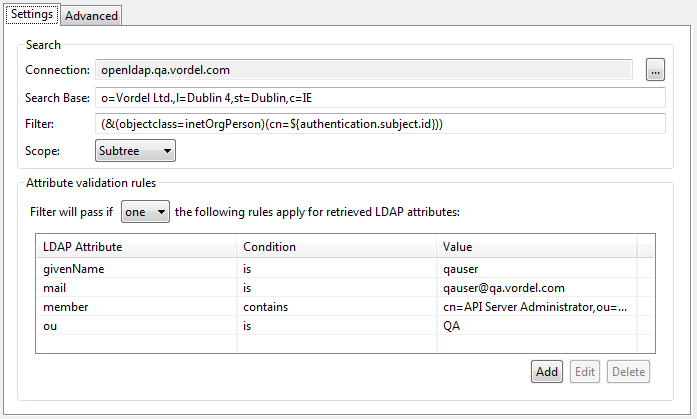 Settings Advanced
Search
Connection: openldap.qa.vordel.com ...
Search Base: o=Vordel Ltd.,l=Dublin 4,st=Dublin,c=IE
Filter: (&(objectclass=inetOrgPerson)(cn=${authentication.subject.id}))
Scope: Subtree
Attribute validation rules
Filter will pass if one the following rules apply for retrieved LDAP attributes:
LDAP Attribute Condition Value
givenName is qauser
mail is qauser@qa.vordel.com
member contains cn=API Server Administrator,ou=...
ou is QA
Add Edit Delete